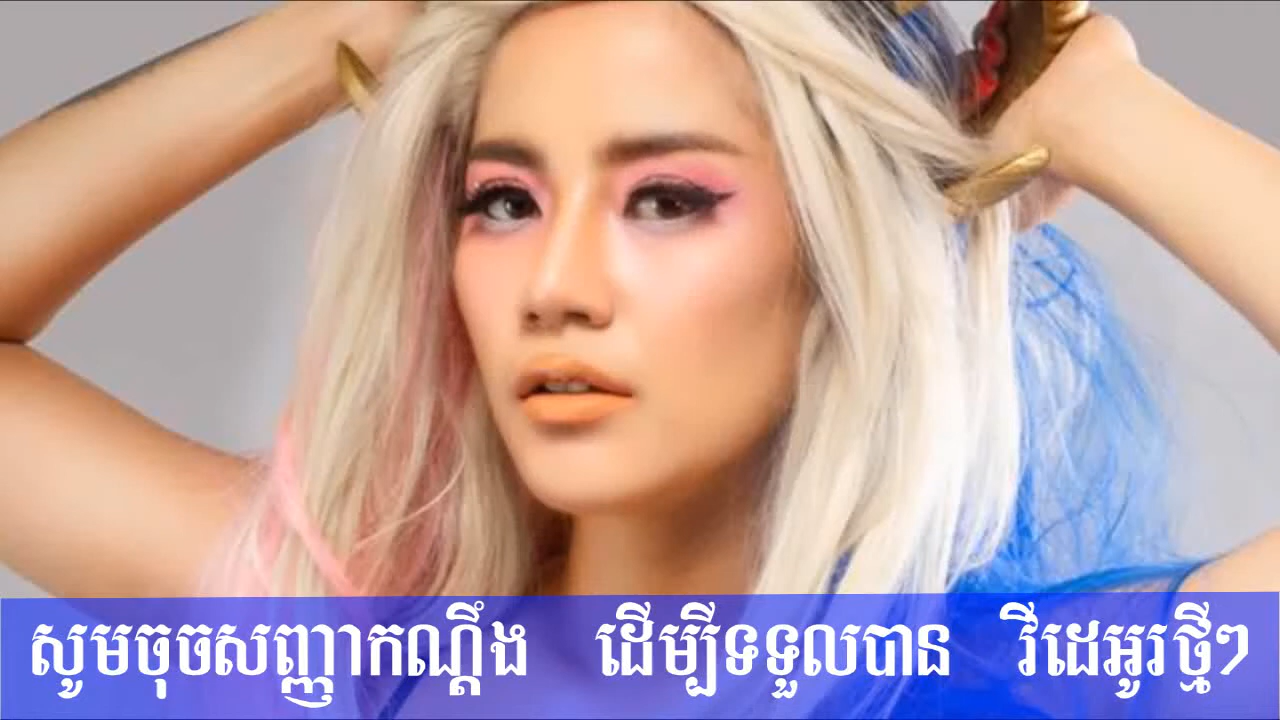 សូមចុចសញ្ញាកណ្ដឹង ដើម្បីទទួលបាន វីដេអូរថ្មីៗ